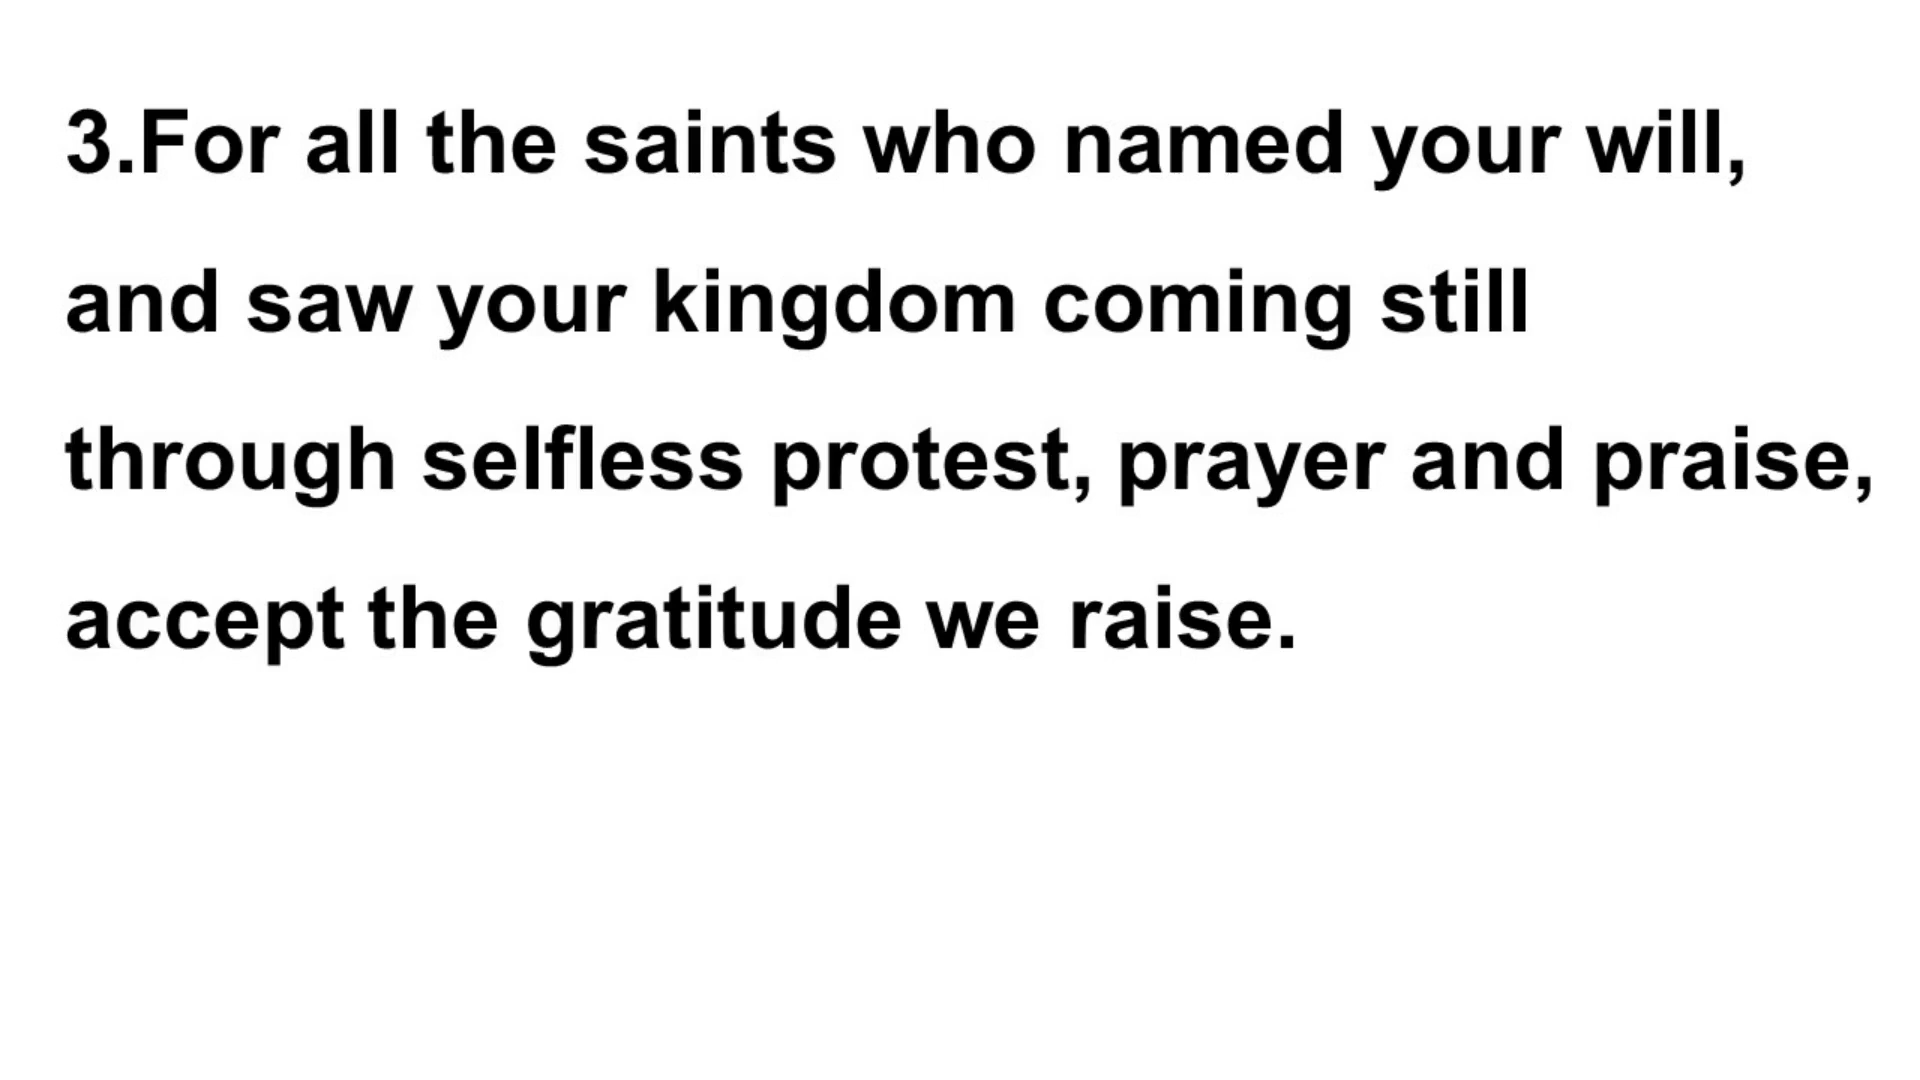 3.For all the saints who named your will,
and saw your kingdom coming still
through selfless protest, prayer and praise,
accept the gratitude we raise.